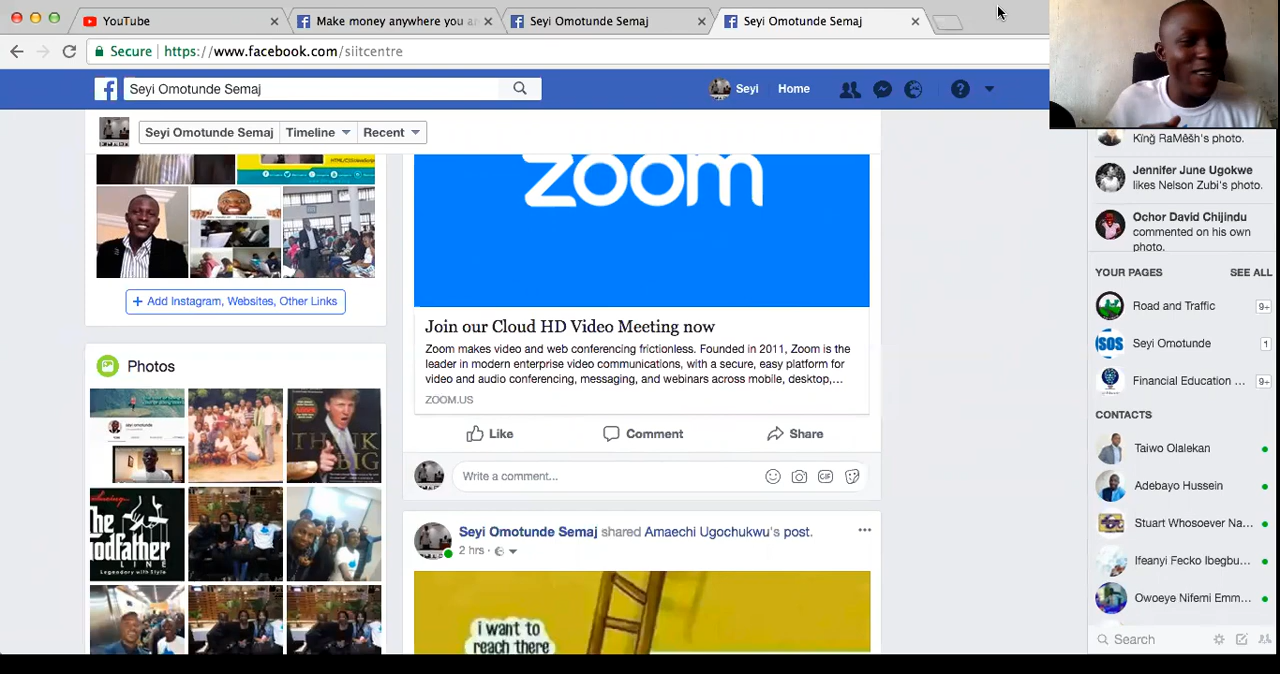 YouTube
Make money anywhere you a
Seyi Omotunde Semaj
Seyi Omotunde Semaj
Secure https://www.facebook.com/siitcentre
Seyi Omotunde Semaj
Seyi
Home
Seyi Omotunde Semaj
Timeline
Recent
zoom
King RaMësh's photo.
Jennifer June Ugokwe
likes Nelson Zubi's photo.
Ochor David Chijindu
commented on his own
photo.
YOUR PAGES
SEE ALL
Road and Traffic
9+
SOS
Seyi Omotunde
1
Financial Education ...
9+
CONTACTS
Taiwo Olalekan
Adebayo Hussein
Stuart Whosoever Na...
Ifeanyi Fecko Ibegbu...
Owoeye Nifemi Emm...
Search
+ Add Instagram, Websites, Other Links
Photos
THINK
BIG
The
Godfather
LINE
Legendary with Style
Join our Cloud HD Video Meeting now
Zoom makes video and web conferencing frictionless. Founded in 2011, Zoom is the
leader in modern enterprise video communications, with a secure, easy platform for
video and audio conferencing, messaging, and webinars across mobile, desktop,...
ZOOM.US
Like
Comment
Share
Write a comment...
GIF
Seyi Omotunde Semaj shared Amaechi Ugochukwu's post.
2 hrs
i want to
reach there